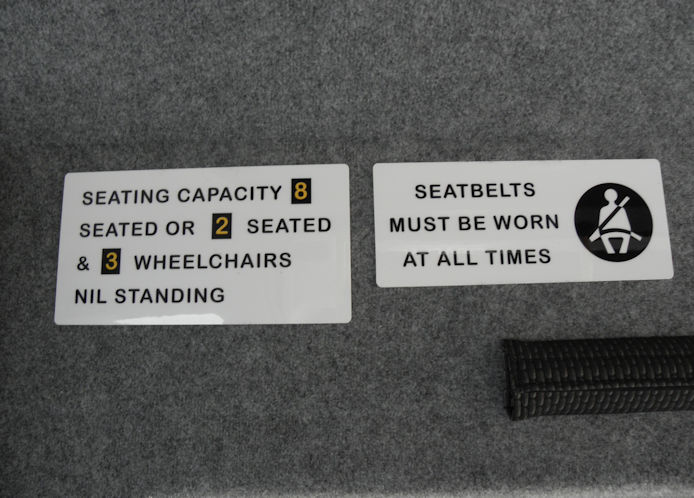 SEATING CAPACITY 8
SEATED OR 2 SEATED
& 3 WHEELCHAIRS
NIL STANDING
SEATBELTS
MUST BE WORN
AT ALL TIMES